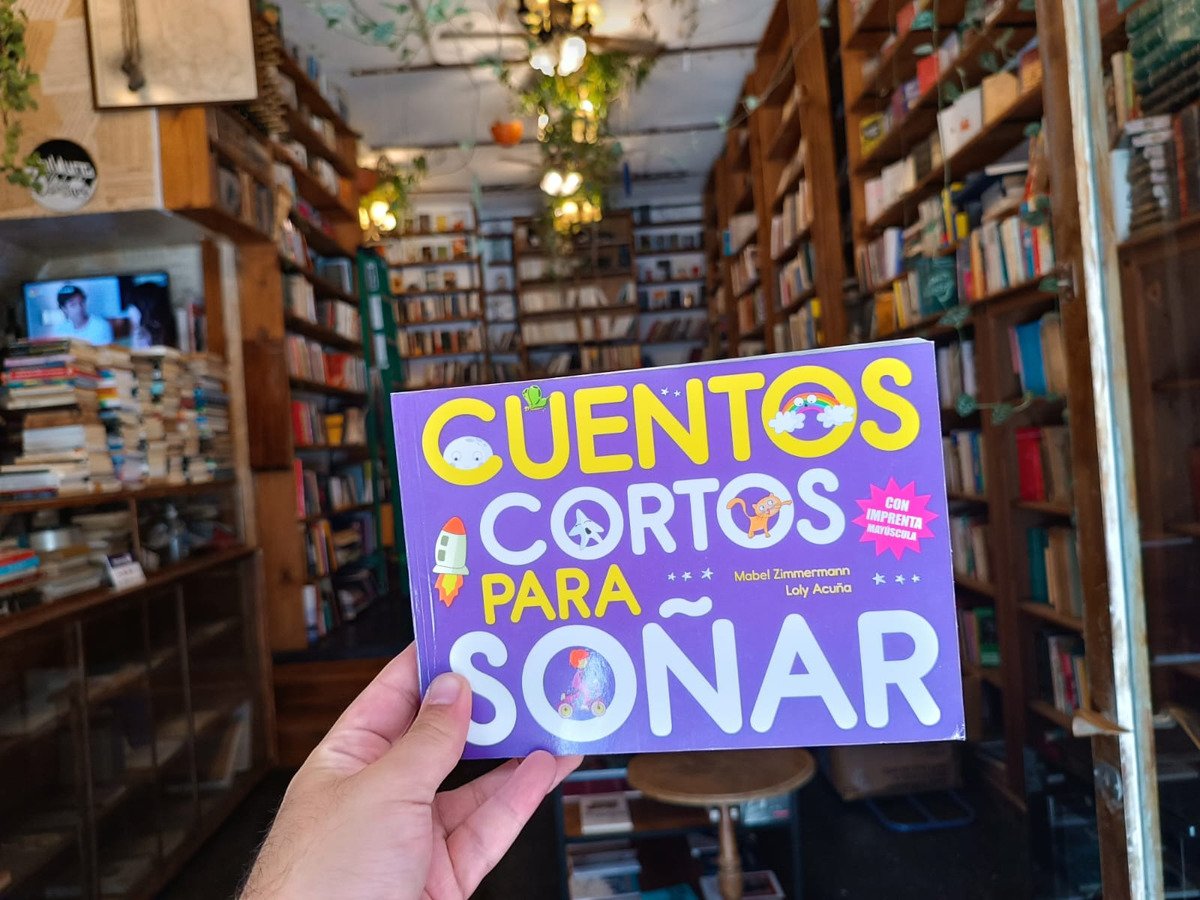 CUENTOS
CORTOS
CON
IMPRENTA
MAYÚSCULA
PARA
Mabel Zimmermann
Loly Acuña
SOÑAR